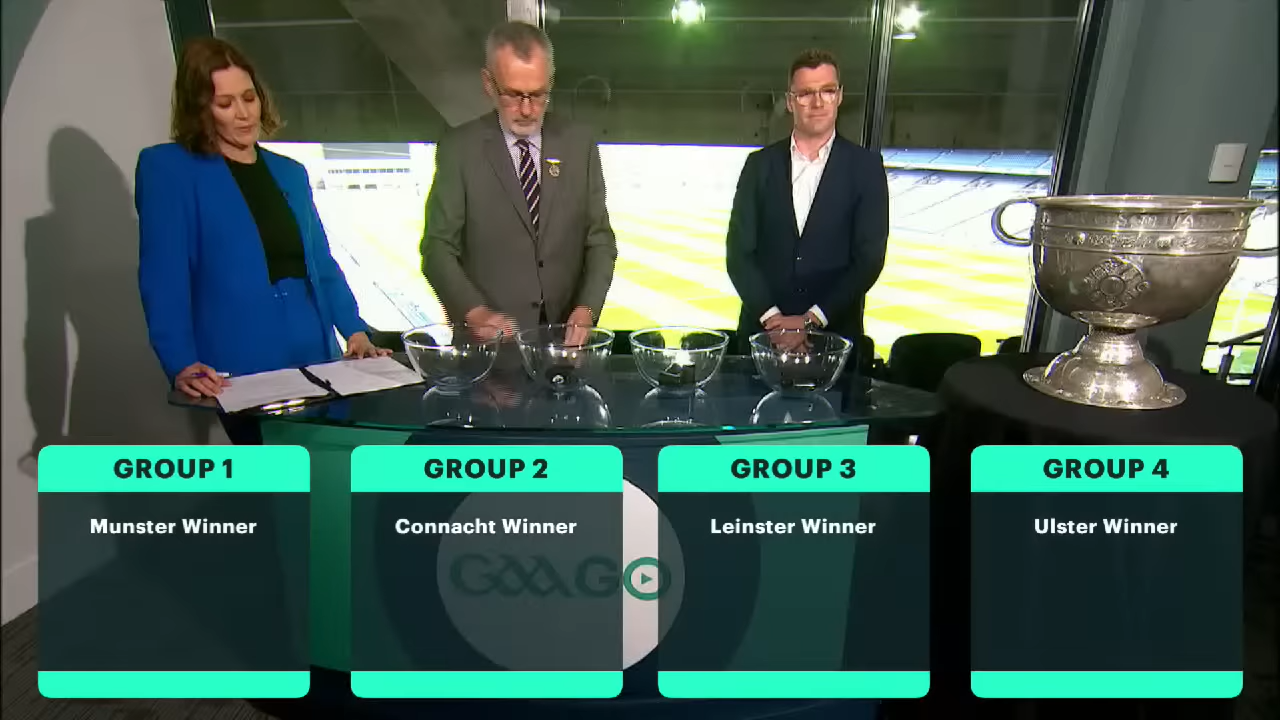 GROUP 1
Munster Winner
GROUP 2
Connacht Winner
GROUP 3
Leinster Winner
GROUP 4
Ulster Winner
GAAGO